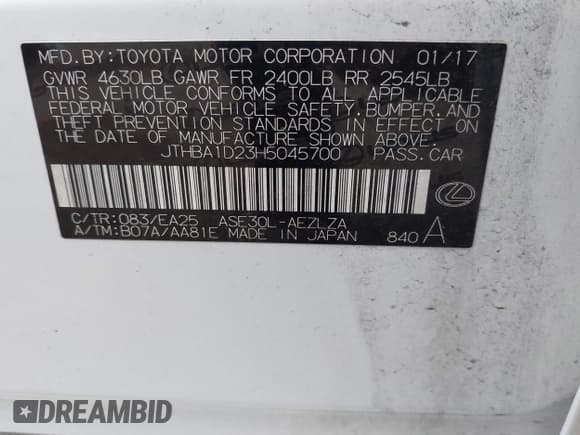 MFD.BY:TOYOTA MOTOR CORPORATION 01/17
GVWR 4630LB GAWR FR 2400LB RR 2545LB
THIS VEHICLE CONFORMS TO ALL APPLICABLE
FEDERAL MOTOR VEHICLE SAFETY,BUMPER,AND
THEFT PREVENTION STANDARDS IN EFFECT ON
THE DATE OF MANUFACTURE SHOWN ABOVE.
JTHBA1D23H5045700 PASS.CAR
C/TR:083/EA25 ASE30L-AEZLZA
A/TM:B07A/AA81E MADE IN JAPAN 840 A
DREAMBID